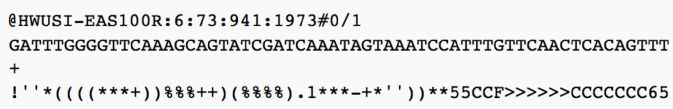 @HWUSI-EAS100R:6:73:941:1973#0/1
GATTTGGGGTTCAAAGCAGTATCGATCAAATAGTAAATCCATTTGTTCAACTCACAGTTT
+
!''*((((***+))%%%++)(%%%%).1***-+*''))**55CCF>>>>>>CCCCCCC65